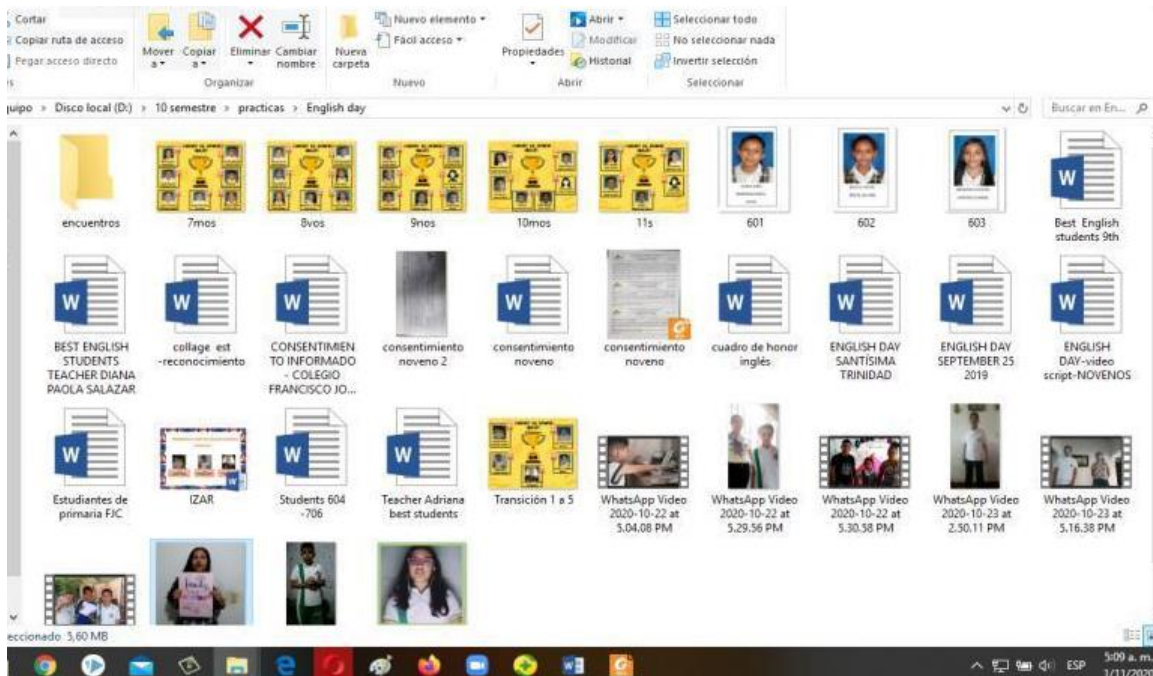 Cortar
Copiar ruta de acceso
Pegar acceso directo
Mover a
Copiar a
Eliminar
Cambiar nombre
Organizar
Nueva carpeta
Nuevo elemento
Fácil acceso
Nuevo
Propiedades
Abrir
Modificar
Historial
Abrir
Seleccionar todo
No seleccionar nada
Invertir selección
Seleccionar
Disco local (D:) > 10 semestre > practicas > English day
Buscar en En...
encuentros
7mos
8vos
9nos
10mos
11s
601
602
603
Best English
students 9th
BEST ENGLISH
STUDENTS
TEACHER DIANA
PAOLA SALAZAR
collage est
-reconocimiento
CONSENTIMIEN
TO INFORMADO
- COLEGIO
FRANCISCO JO...
consentimiento
noveno 2
consentimiento
noveno
consentimiento
noveno
cuadro de honor
inglés
ENGLISH DAY
SANTÍSIMA
TRINIDAD
ENGLISH DAY
SEPTEMBER 25
2019
ENGLISH
DAY-video
script-NOVENOS
Estudiantes de
primaria FJC
IZAR
Students 604
-706
Teacher Adriana
best students
Transición 1 a 5
WhatsApp Video
2020-10-22 at
5.04.08 PM
WhatsApp Video
2020-10-22 at
5.29.56 PM
WhatsApp Video
2020-10-22 at
5.30.58 PM
WhatsApp Video
2020-10-23 at
2.50.11 PM
WhatsApp Video
2020-10-23 at
5.16.38 PM
5,60 MB
ESP
5:09 a. m.
1/11/2020